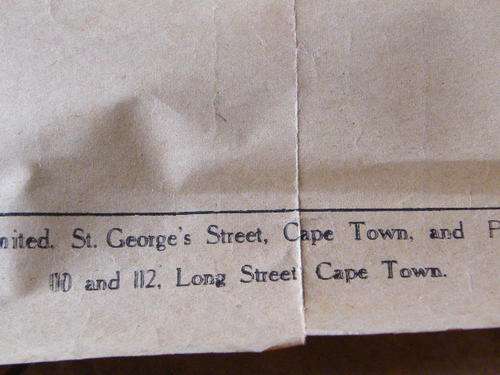 nited. St. George's Street, Cape Town, and P
110 and 112, Long Street Cape Town.